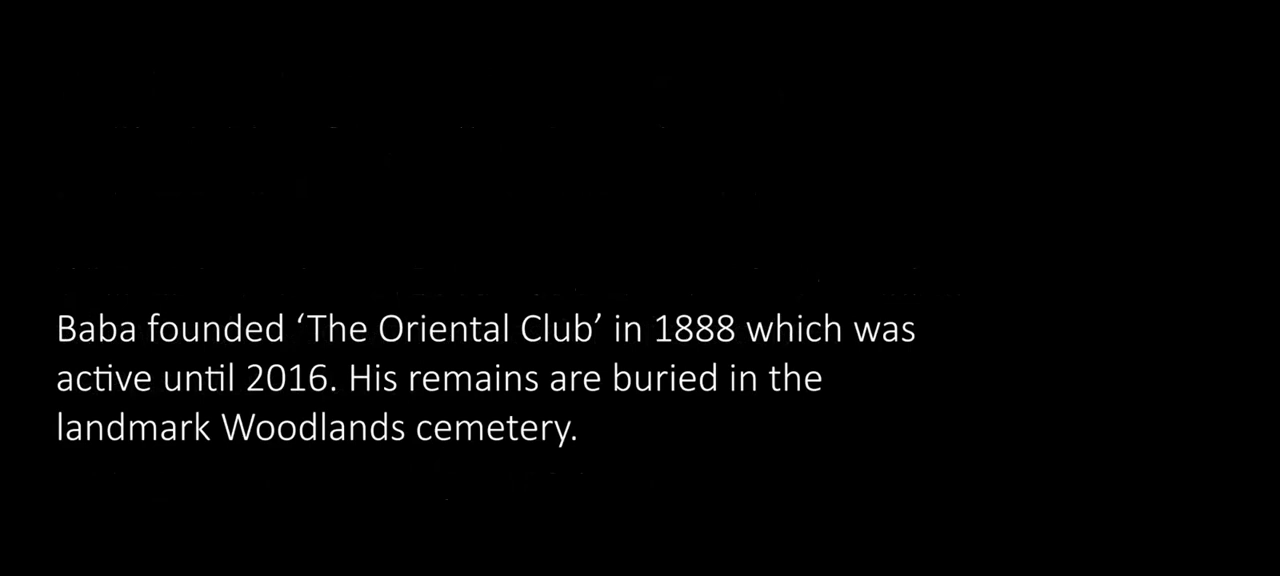 Baba founded ‘The Oriental Club’ in 1888 which was
active until 2016. His remains are buried in the
landmark Woodlands cemetery.